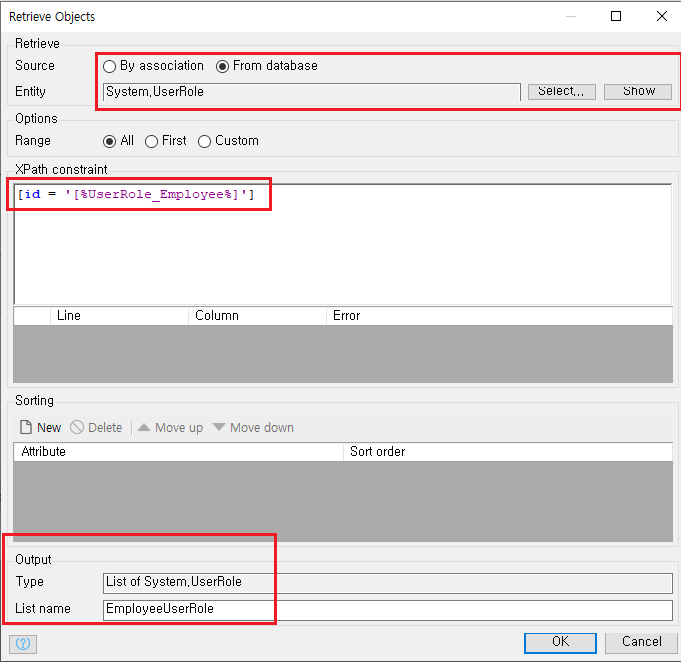 Retrieve Objects
Retrieve
Source By association From database
Entity System.UserRole Select... Show
Options
Range All First Custom
XPath constraint
[id = '[%UserRole_Employee%]']
Line Column Error
Sorting
New Delete Move up Move down
Attribute Sort order
Output
Type List of System.UserRole
List name EmployeeUserRole
OK Cancel